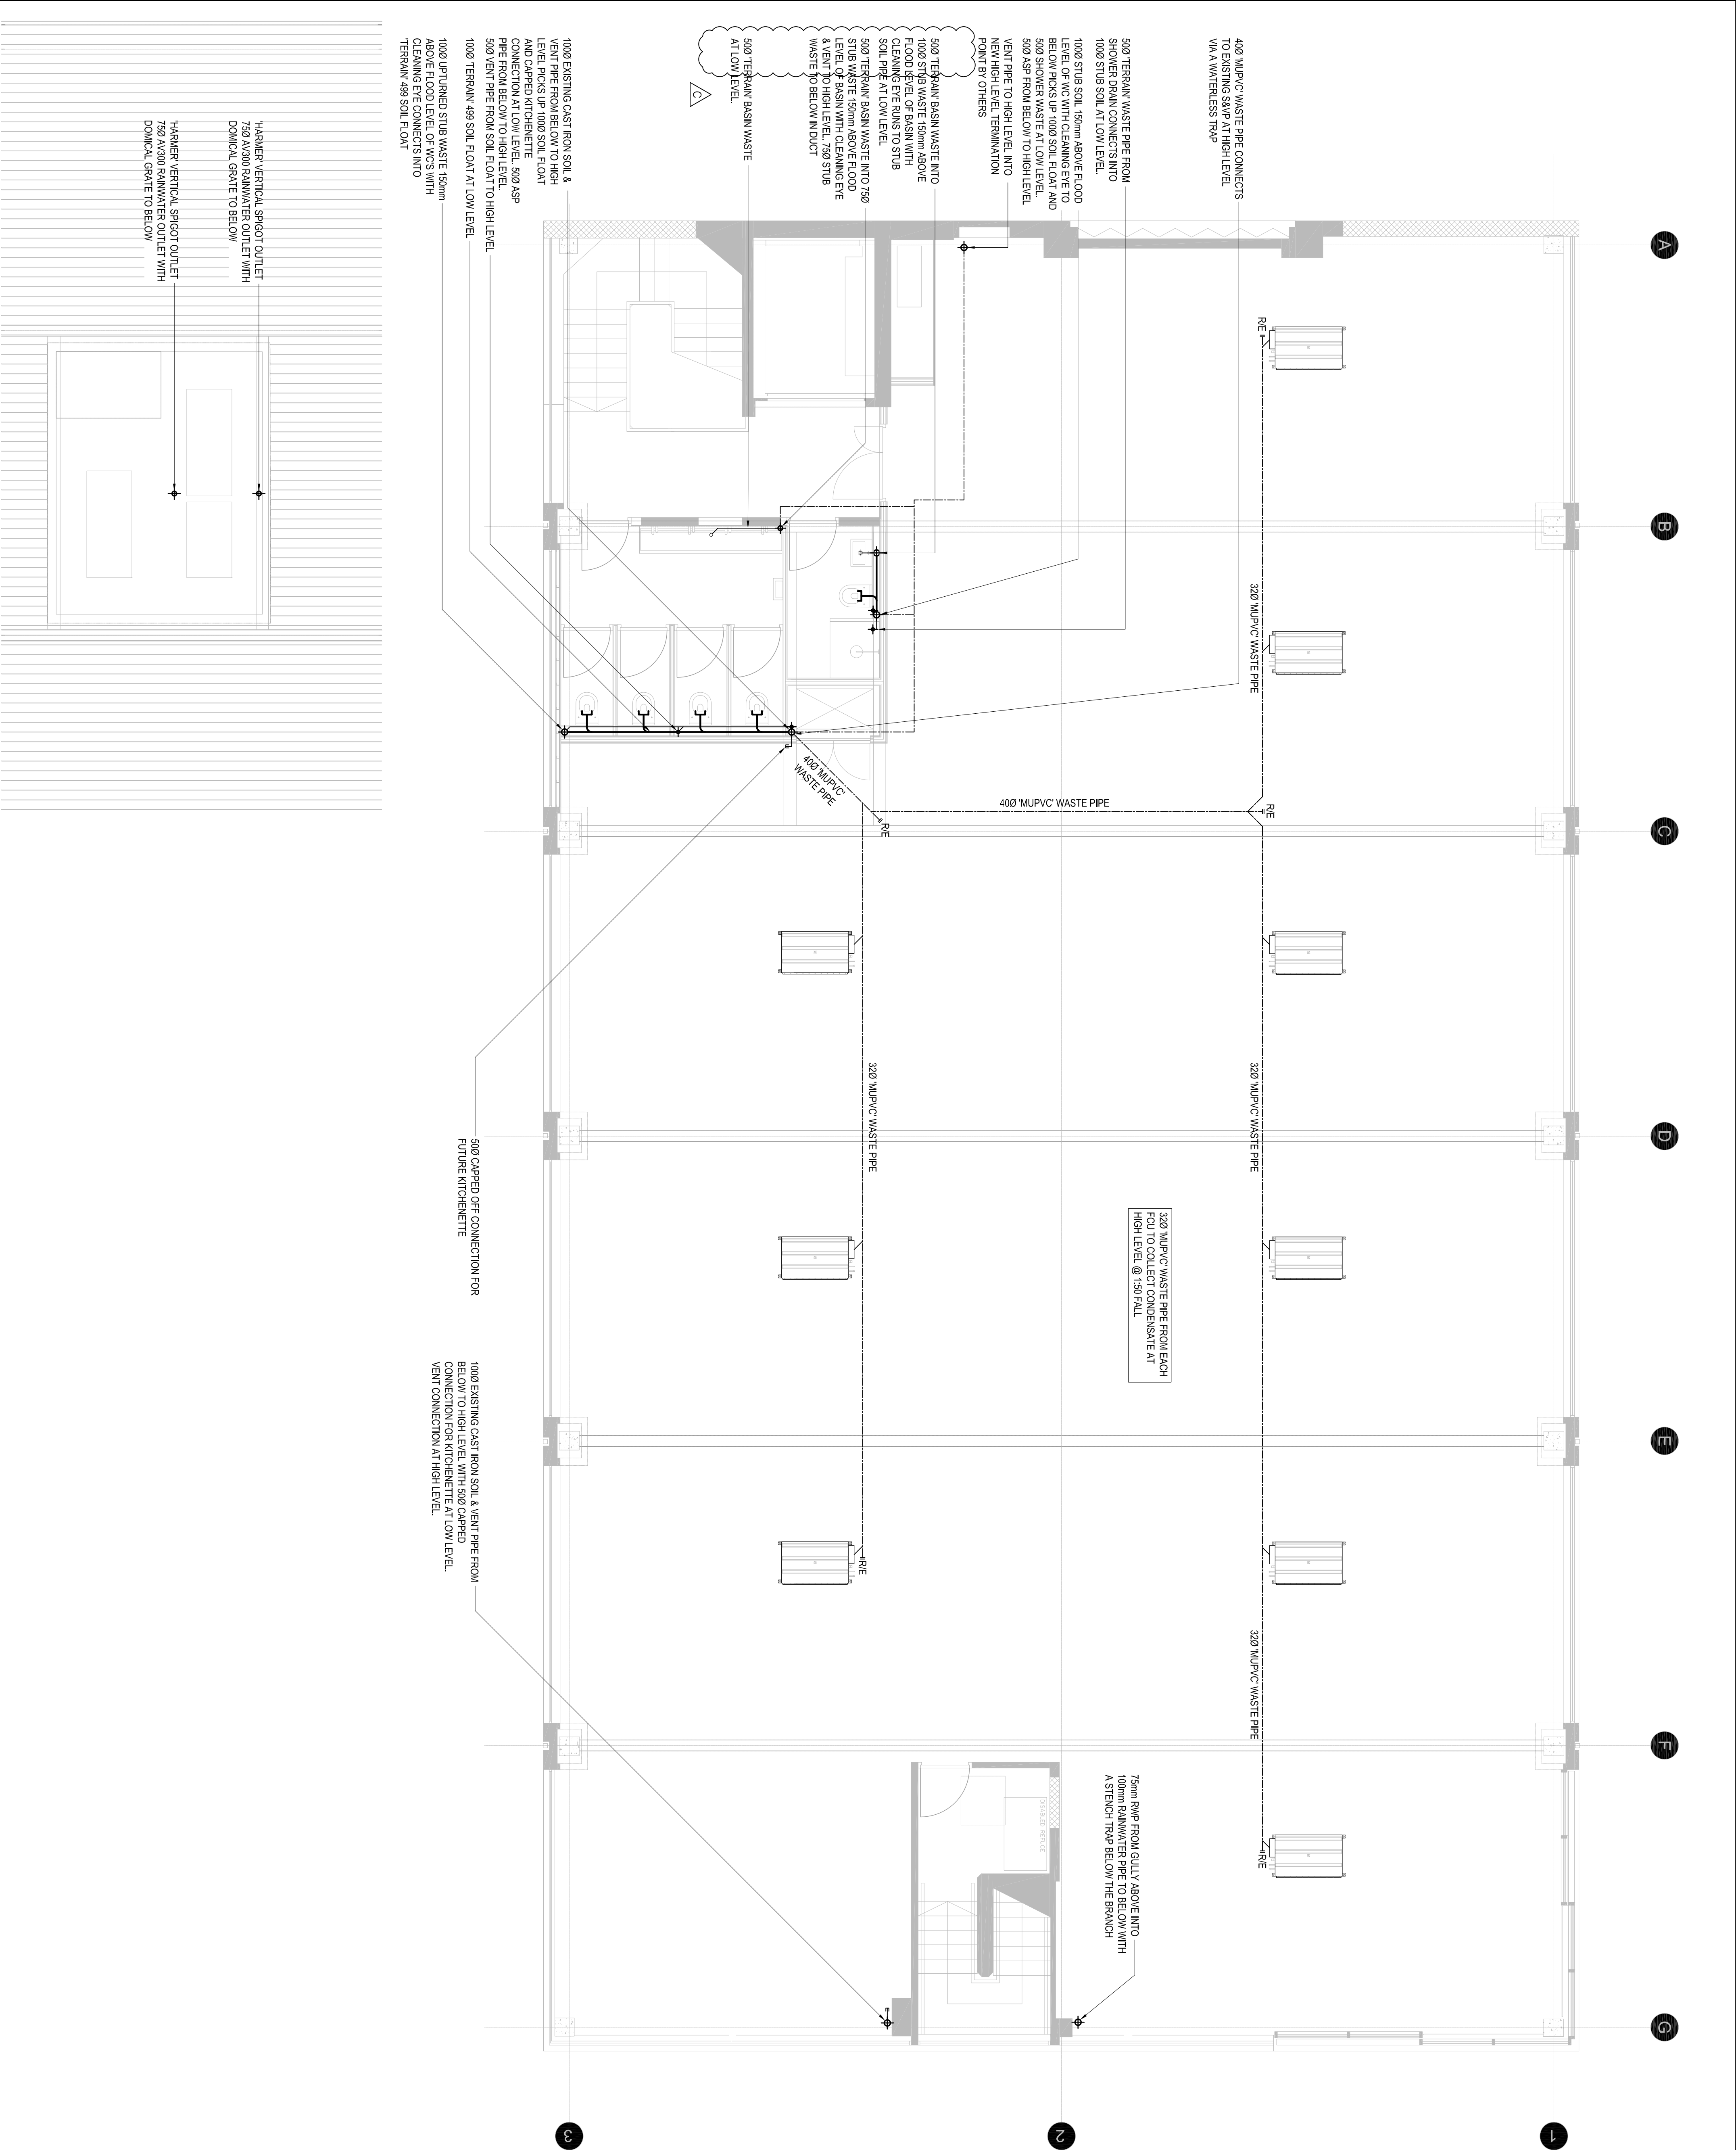 A
B
C
D
E
F
G
1
2
3
40Ø 'MUPVC' WASTE PIPE CONNECTS
TO EXISTING S&VP AT HIGH LEVEL
VIA A WATERLESS TRAP
50Ø 'TERRAIN' WASTE PIPE FROM
SHOWER DRAIN CONNECTS INTO
100Ø STUB SOIL AT LOW LEVEL.
100Ø STUB SOIL 150mm ABOVE FLOOD
LEVEL OF WC WITH CLEANING EYE TO
BELOW PICKS UP 100Ø SOIL FLOAT AND
50Ø SHOWER WASTE AT LOW LEVEL.
50Ø ASP FROM BELOW TO HIGH LEVEL
VENT PIPE TO HIGH LEVEL INTO
NEW HIGH LEVEL TERMINATION
POINT BY OTHERS
50Ø 'TERRAIN' BASIN WASTE INTO
100Ø STUB WASTE 150mm ABOVE
FLOOD LEVEL OF BASIN WITH
CLEANING EYE RUNS TO STUB
SOIL PIPE AT LOW LEVEL
50Ø 'TERRAIN' BASIN WASTE INTO 75Ø
STUB WASTE 150mm ABOVE FLOOD
LEVEL OF BASIN WITH CLEANING EYE
& VENT TO HIGH LEVEL. 75Ø STUB
WASTE TO BELOW IN DUCT
50Ø 'TERRAIN' BASIN WASTE
AT LOW LEVEL.
C
100Ø EXISTING CAST IRON SOIL &
VENT PIPE FROM BELOW TO HIGH
LEVEL PICKS UP 100Ø SOIL FLOAT
AND CAPPED KITCHENETTE
CONNECTION AT LOW LEVEL. 50Ø ASP
PIPE FROM BELOW TO HIGH LEVEL.
50Ø VENT PIPE FROM SOIL FLOAT TO HIGH LEVEL
100Ø 'TERRAIN' 499 SOIL FLOAT AT LOW LEVEL
100Ø UPTURNED STUB WASTE 150mm
ABOVE FLOOD LEVEL OF WC'S WITH
CLEANING EYE CONNECTS INTO
'TERRAIN' 499 SOIL FLOAT
'HARMER' VERTICAL SPIGOT OUTLET
75Ø AV300 RAINWATER OUTLET WITH
DOMICAL GRATE TO BELOW
'HARMER' VERTICAL SPIGOT OUTLET
75Ø AV300 RAINWATER OUTLET WITH
DOMICAL GRATE TO BELOW
R/E
32Ø 'MUPVC' WASTE PIPE
R/E
40Ø 'MUPVC' WASTE PIPE
40Ø 'MUPVC'
WASTE PIPE
R/E
32Ø 'MUPVC' WASTE PIPE
32Ø 'MUPVC' WASTE PIPE
32Ø 'MUPVC' WASTE PIPE FROM EACH
FCU TO COLLECT CONDENSATE AT
HIGH LEVEL @ 1:50 FALL
R/E
32Ø 'MUPVC' WASTE PIPE
R/E
50Ø CAPPED OFF CONNECTION FOR
FUTURE KITCHENETTE
100Ø EXISTING CAST IRON SOIL & VENT PIPE FROM
BELOW TO HIGH LEVEL WITH 50Ø CAPPED
CONNECTION FOR KITCHENETTE AT LOW LEVEL.
VENT CONNECTION AT HIGH LEVEL.
75mm RWP FROM GULLY ABOVE INTO
100mm RAINWATER PIPE TO BELOW WITH
A STENCH TRAP BELOW THE BRANCH
DISABLED REFUGE